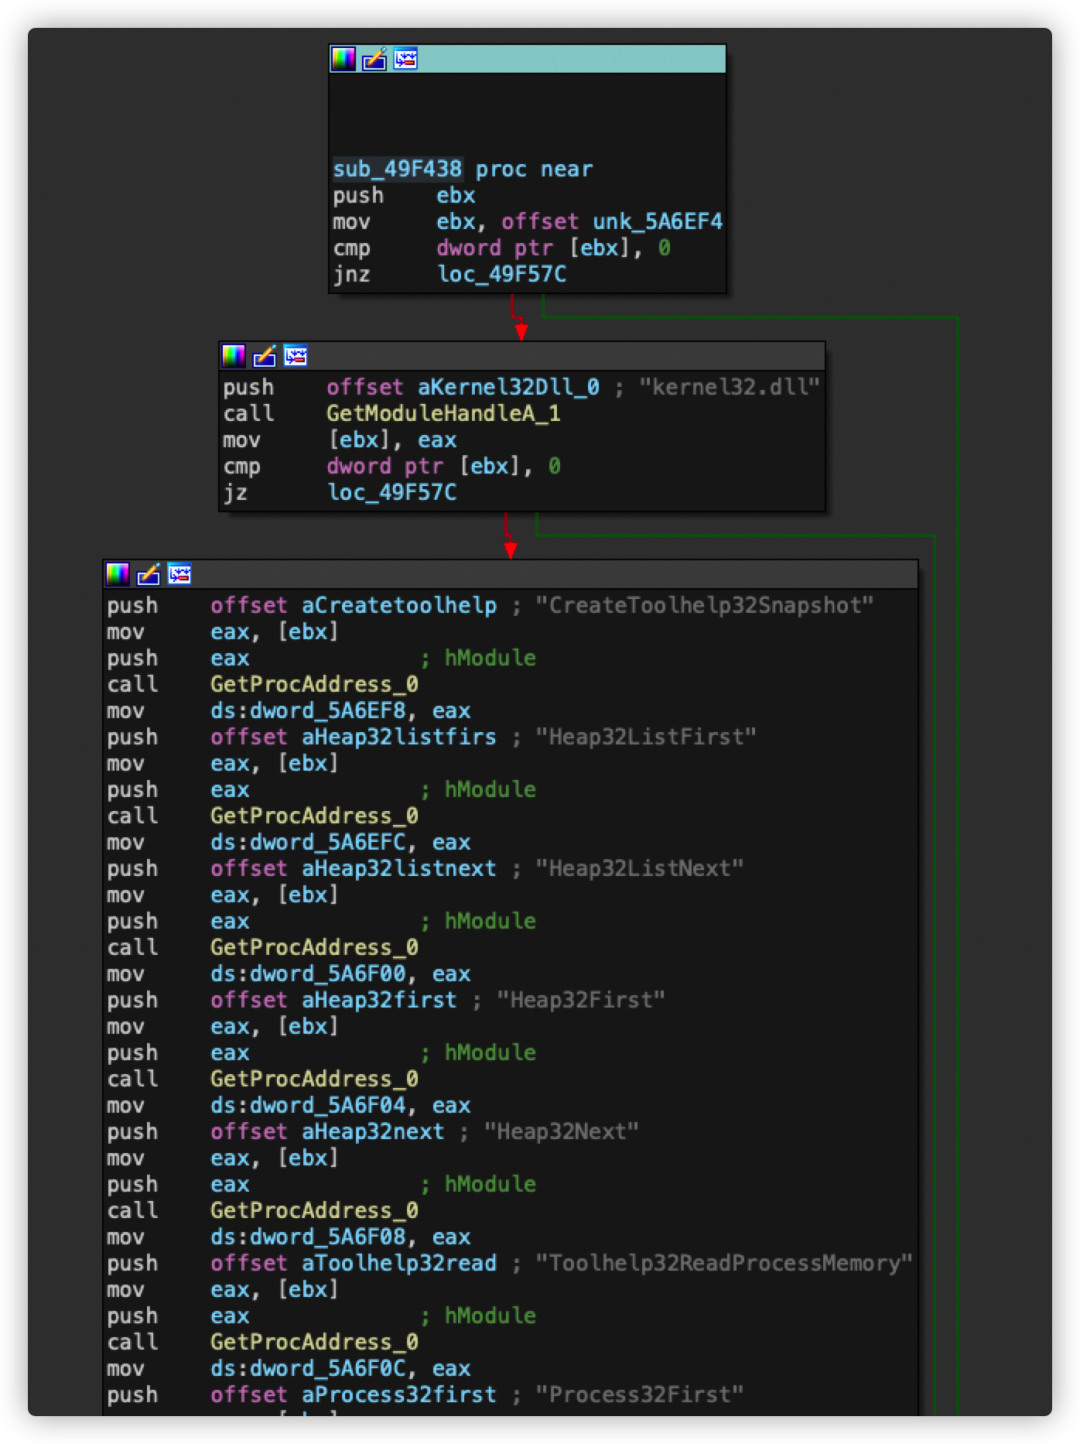 sub_49F438 proc near
push ebx
mov ebx, offset unk_5A6EF4
cmp dword ptr [ebx], 0
jnz loc_49F57C
push offset aKernel32Dll_0 ; "kernel32.dll"
call GetModuleHandleA_1
mov [ebx], eax
cmp dword ptr [ebx], 0
jz loc_49F57C
push offset aCreatetoolhelp ; "CreateToolhelp32Snapshot"
mov eax, [ebx]
push eax ; hModule
call GetProcAddress_0
mov ds:dword_5A6EF8, eax
push offset aHeap32listfirs ; "Heap32ListFirst"
mov eax, [ebx]
push eax ; hModule
call GetProcAddress_0
mov ds:dword_5A6EFC, eax
push offset aHeap32listnext ; "Heap32ListNext"
mov eax, [ebx]
push eax ; hModule
call GetProcAddress_0
mov ds:dword_5A6F00, eax
push offset aHeap32first ; "Heap32First"
mov eax, [ebx]
push eax ; hModule
call GetProcAddress_0
mov ds:dword_5A6F04, eax
push offset aHeap32next ; "Heap32Next"
mov eax, [ebx]
push eax ; hModule
call GetProcAddress_0
mov ds:dword_5A6F08, eax
push offset aToolhelp32read ; "Toolhelp32ReadProcessMemory"
mov eax, [ebx]
push eax ; hModule
call GetProcAddress_0
mov ds:dword_5A6F0C, eax
push offset aProcess32first ; "Process32First"